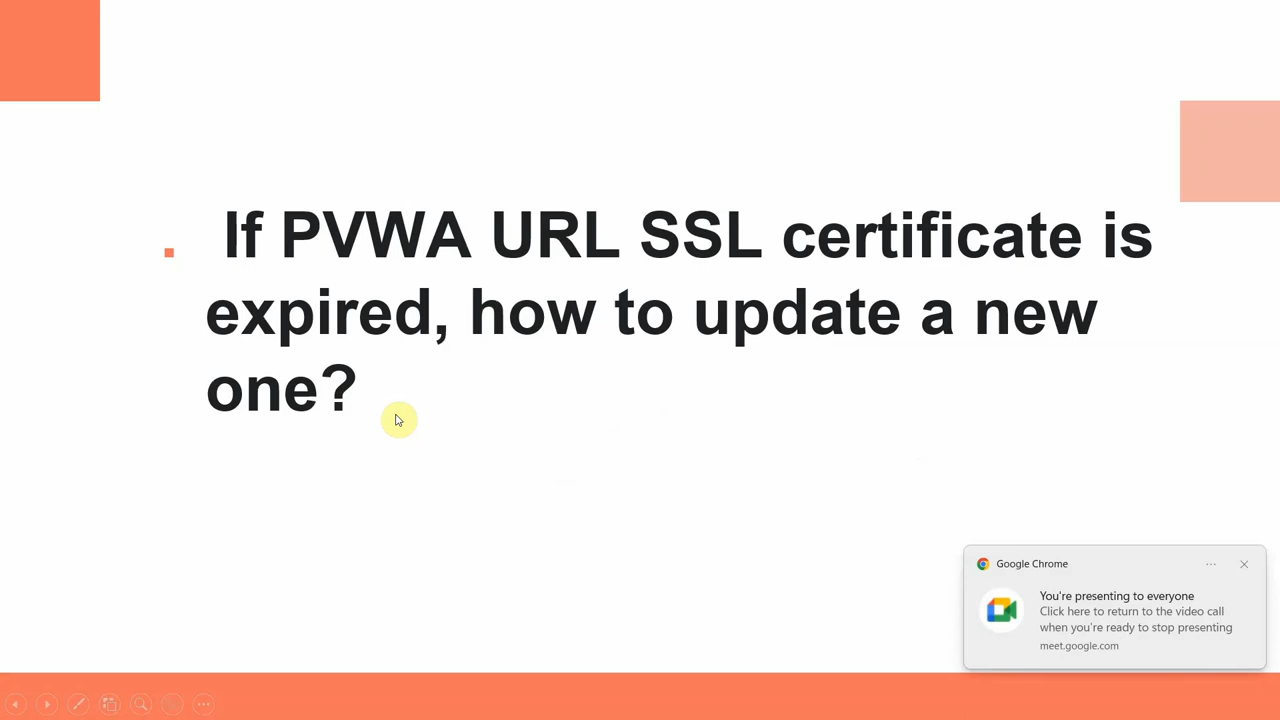 . If PVWA URL SSL certificate is
expired, how to update a new
one?
Google Chrome
You're presenting to everyone
Click here to return to the video call
when you're ready to stop presenting
meet.google.com